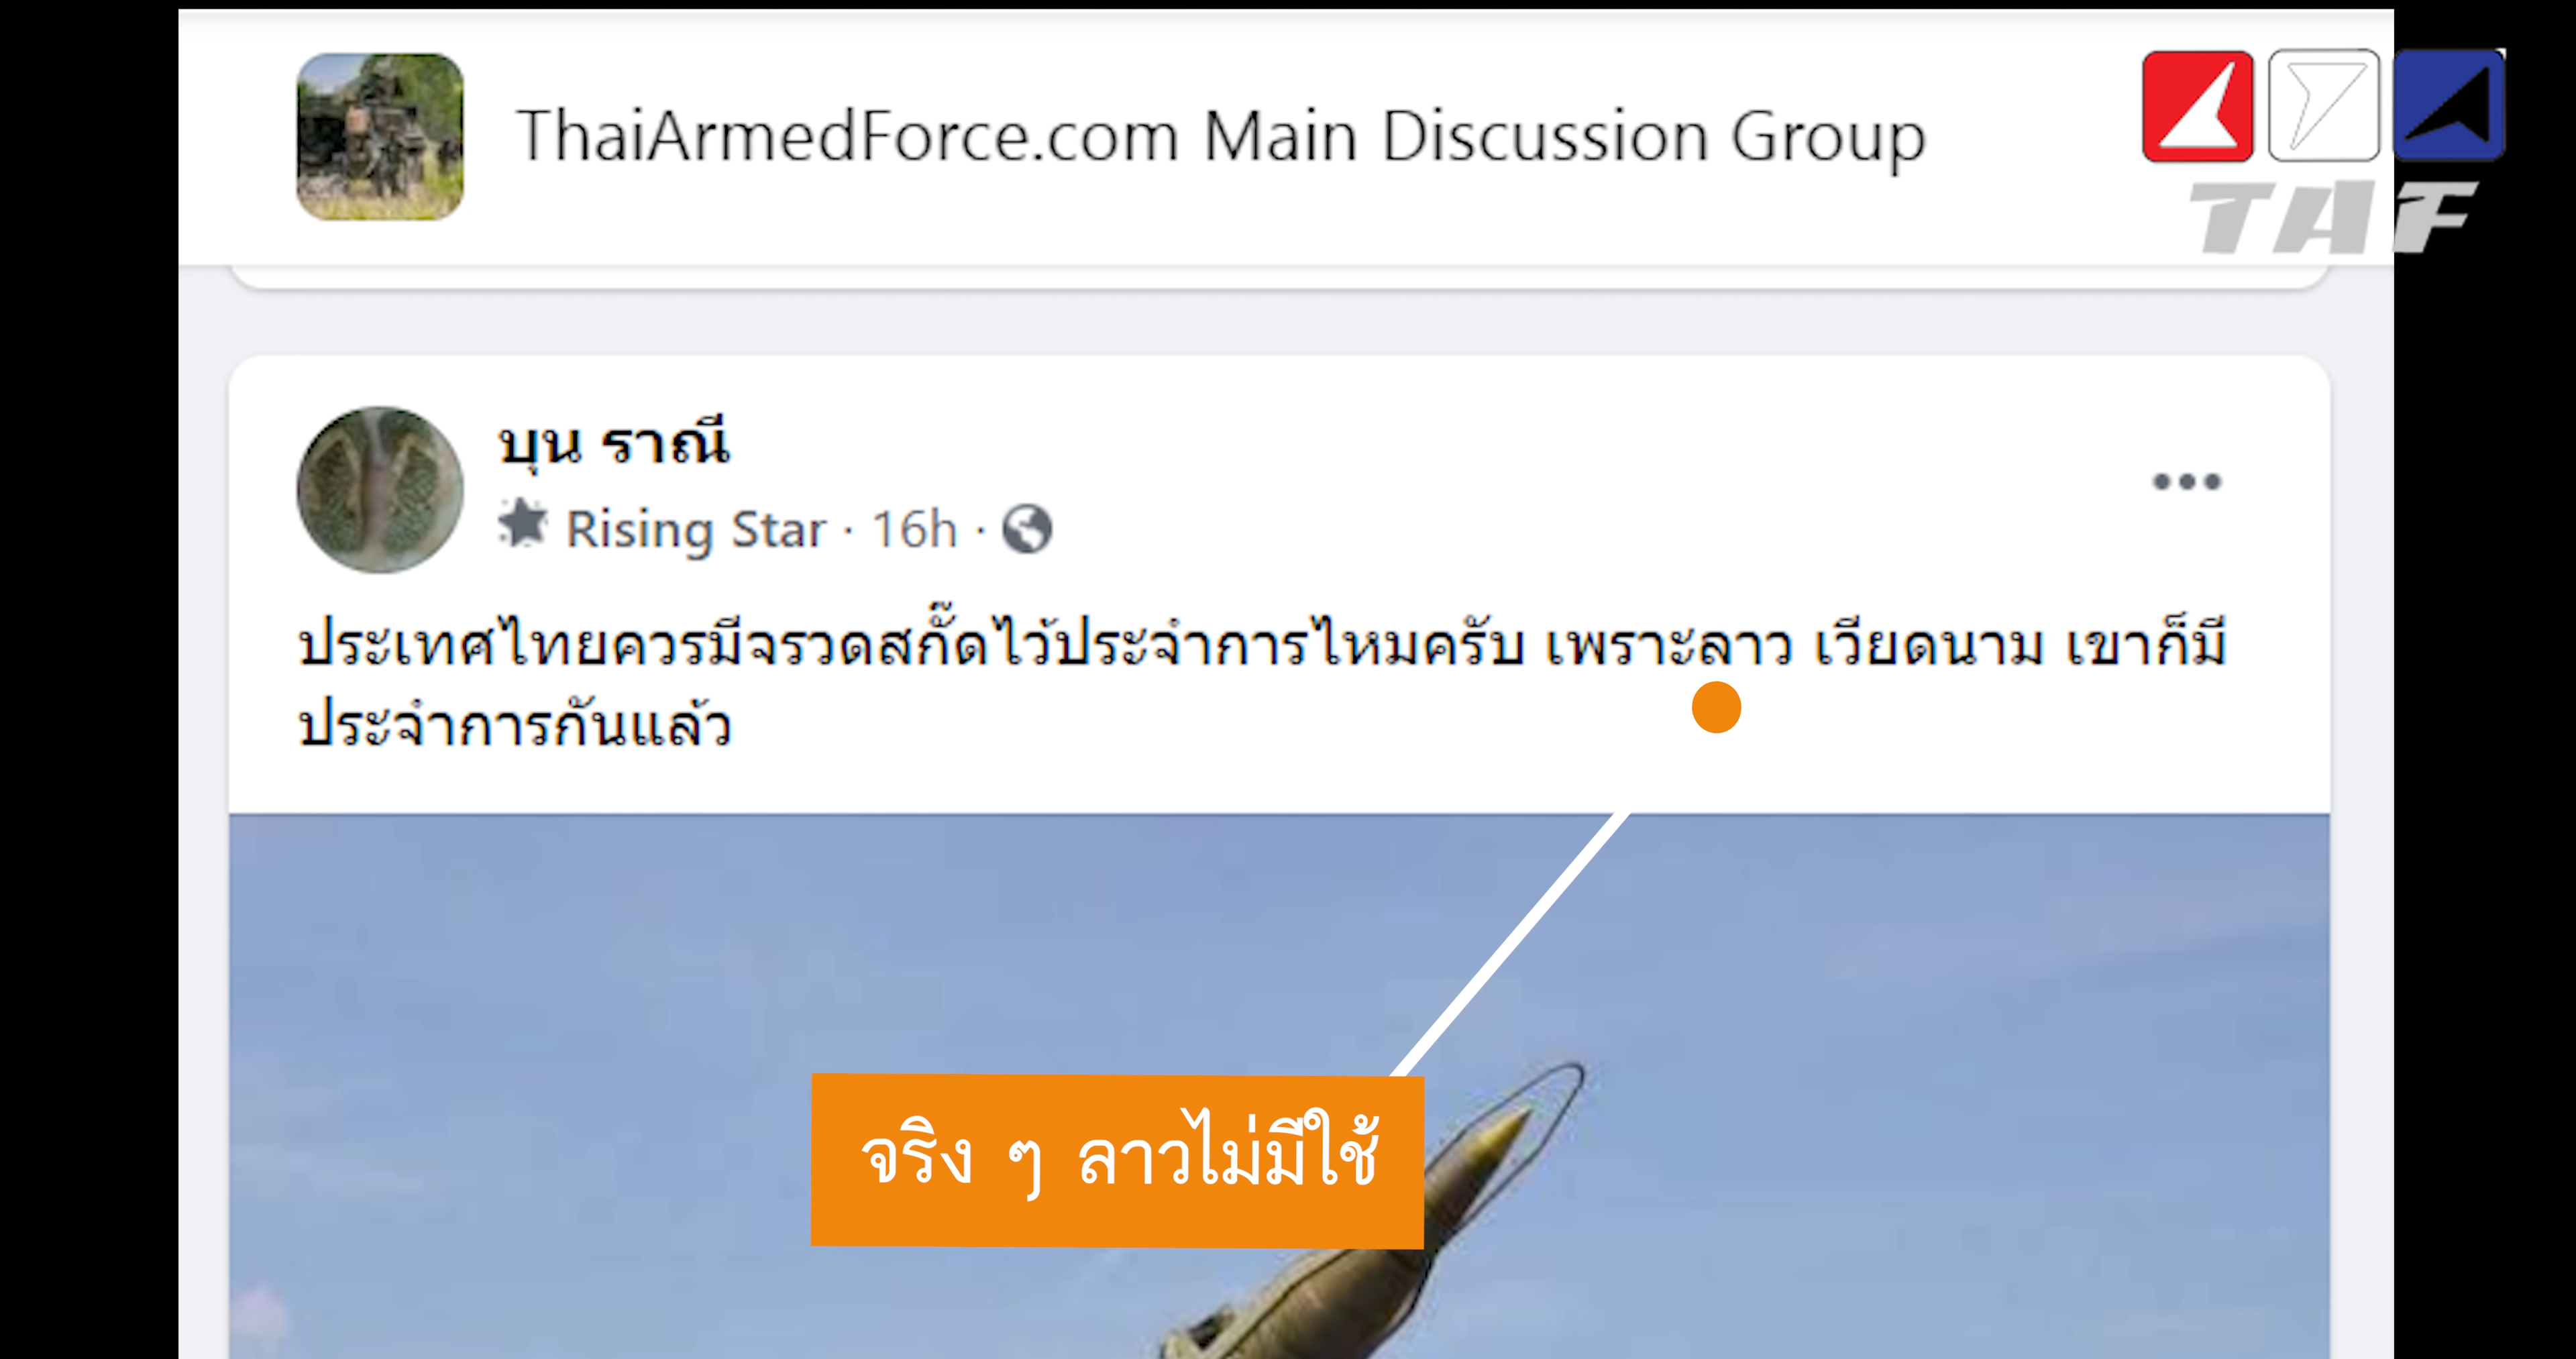 ThaiArmedForce.com Main Discussion Group
TAF
บุน ราณี
Rising Star · 16h ·
ประเทศไทยควรมีจรวดสกั๊ดไว้ประจำการไหมครับ เพราะลาว เวียดนาม เขาก็มี
ประจำการกันแล้ว
จริง ๆ ลาวไม่มีใช้